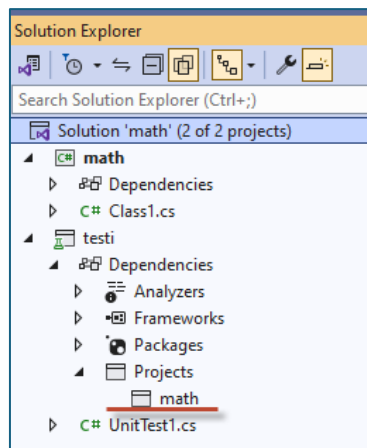 Solution Explorer
Search Solution Explorer (Ctrl+;)
Solution 'math' (2 of 2 projects)
C# math
Dependencies
C# Class1.cs
testi
Dependencies
Analyzers
Frameworks
Packages
Projects
math
C# UnitTest1.cs